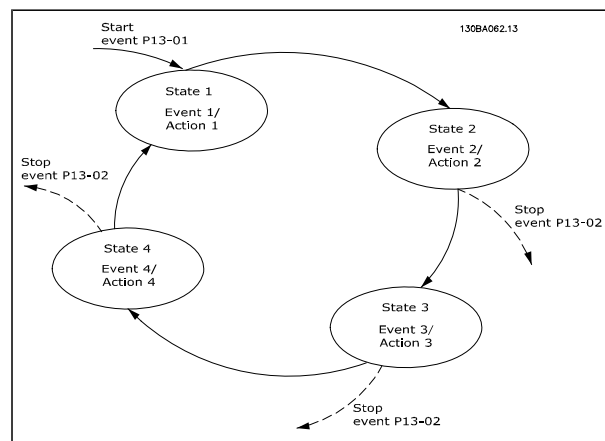 Start
event P13-01
130BA062.13
State 1
Event 1/
Action 1
State 2
Event 2/
Action 2
Stop
event P13-02
Stop
event P13-02
State 4
Event 4/
Action 4
State 3
Event 3/
Action 3
Stop
event P13-02